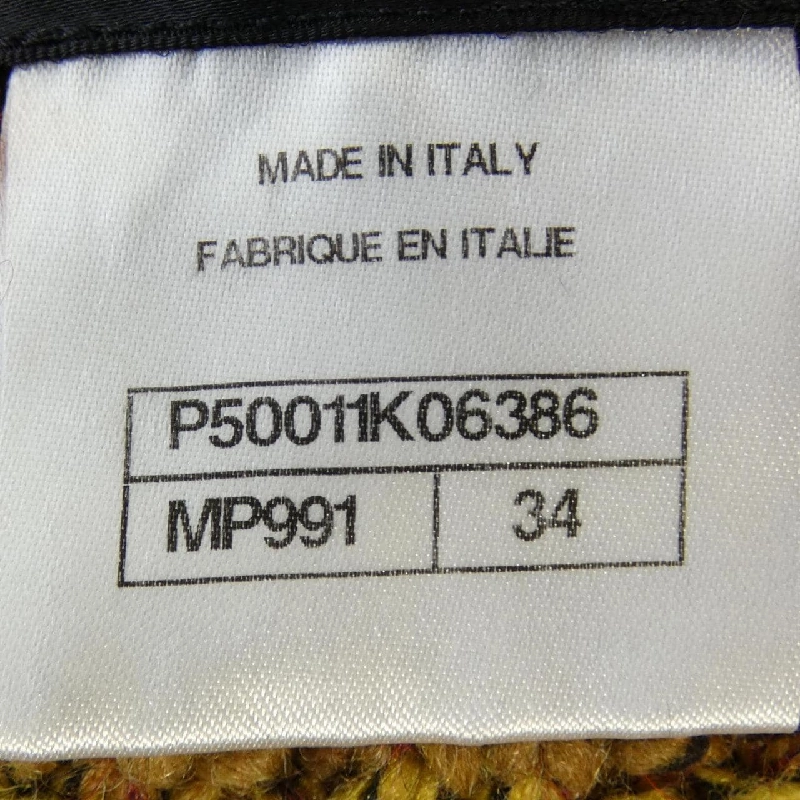 MADE IN ITALY
FABRIQUE EN ITALIE
P50011K06386
MP991 34